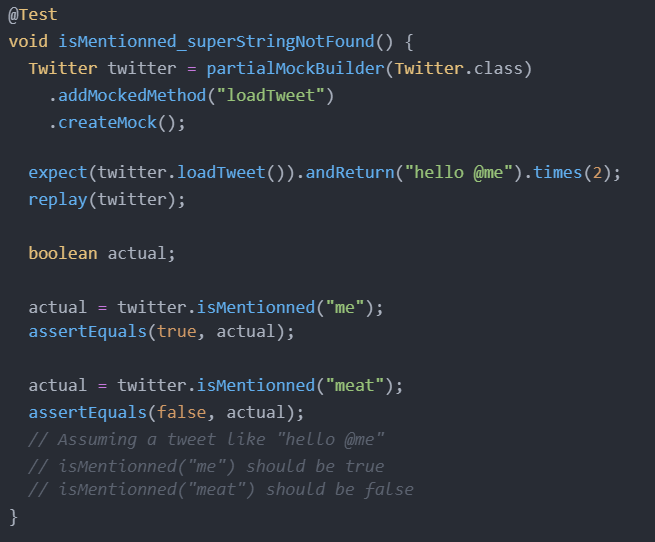 @Test
void isMentionned_superStringNotFound() {
  Twitter twitter = partialMockBuilder(Twitter.class)
    .addMockedMethod("loadTweet")
    .createMock();

  expect(twitter.loadTweet()).andReturn("hello @me").times(2);
  replay(twitter);

  boolean actual;

  actual = twitter.isMentionned("me");
  assertEquals(true, actual);

  actual = twitter.isMentionned("meat");
  assertEquals(false, actual);
  // Assuming a tweet like "hello @me"
  // isMentionned("me") should be true
  // isMentionned("meat") should be false
}